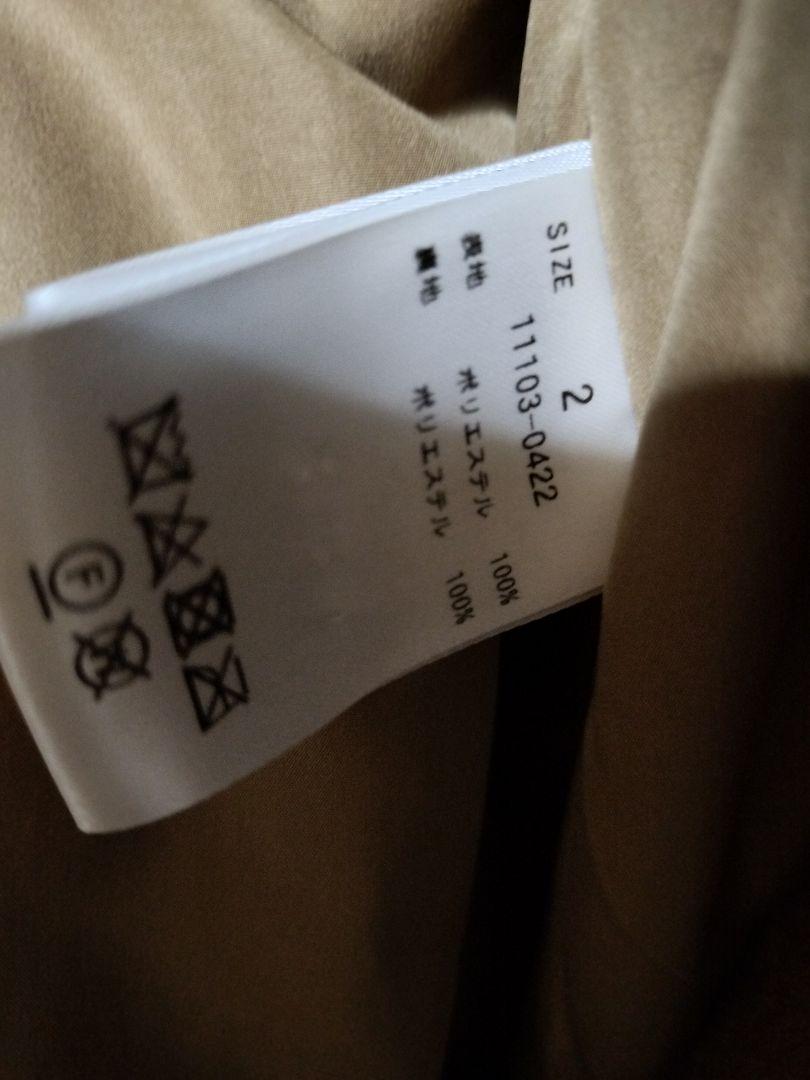 SIZE 2
11103-0422
表地 ポリエステル 100%
裏地 ポリエステル 100%
F